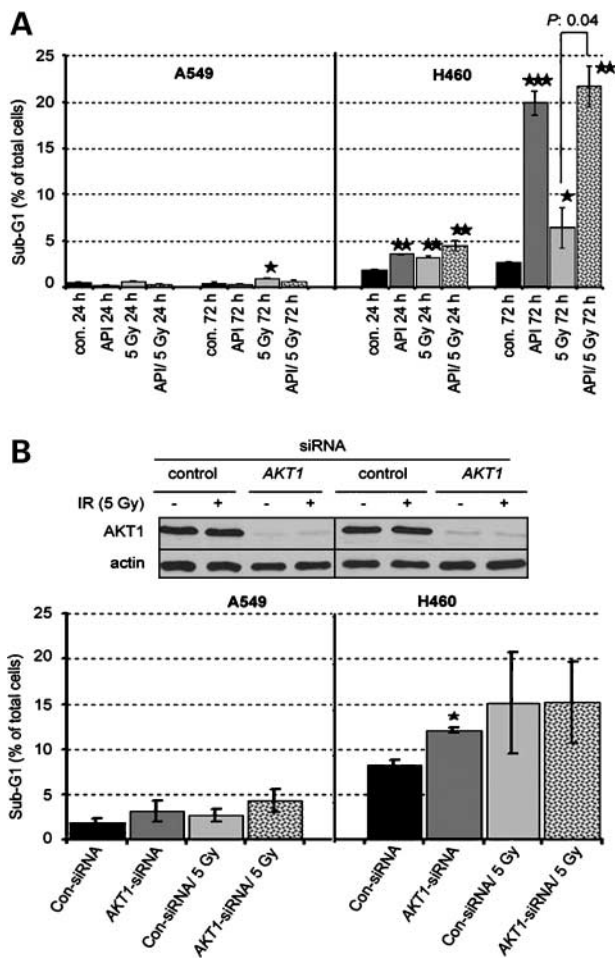 A
P: 0.04
Sub-G1 (% of total cells)
25
20
15
10
5
0
A549
H460
con. 24 h
API 24 h
5 Gy 24 h
API/ 5 Gy 24 h
con. 72 h
API 72 h
5 Gy 72 h
API/ 5 Gy 72 h
con. 24 h
API 24 h
5 Gy 24 h
API/ 5 Gy 24 h
con. 72 h
API 72 h
5 Gy 72 h
API/ 5 Gy 72 h
B
siRNA
control AKT1 control AKT1
IR (5 Gy) - + - + - + - +
AKT1
actin
A549 H460
Sub-G1 (% of total cells)
25
20
15
10
5
0
Con-siRNA
AKT1-siRNA
Con-siRNA/ 5 Gy
AKT1-siRNA/ 5 Gy
Con-siRNA
AKT1-siRNA
Con-siRNA/ 5 Gy
AKT1-siRNA/ 5 Gy